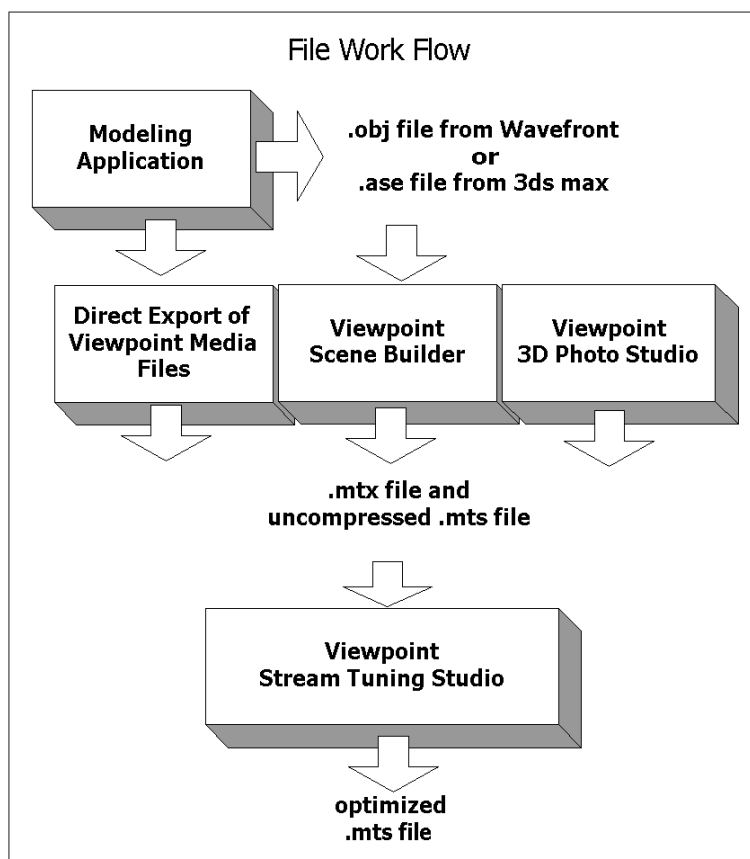 File Work Flow
Modeling
Application
.obj file from Wavefront
or
.ase file from 3ds max
Direct Export of
Viewpoint Media
Files
Viewpoint
Scene Builder
Viewpoint
3D Photo Studio
.mtx file and
uncompressed .mts file
Viewpoint
Stream Tuning Studio
optimized
.mts file